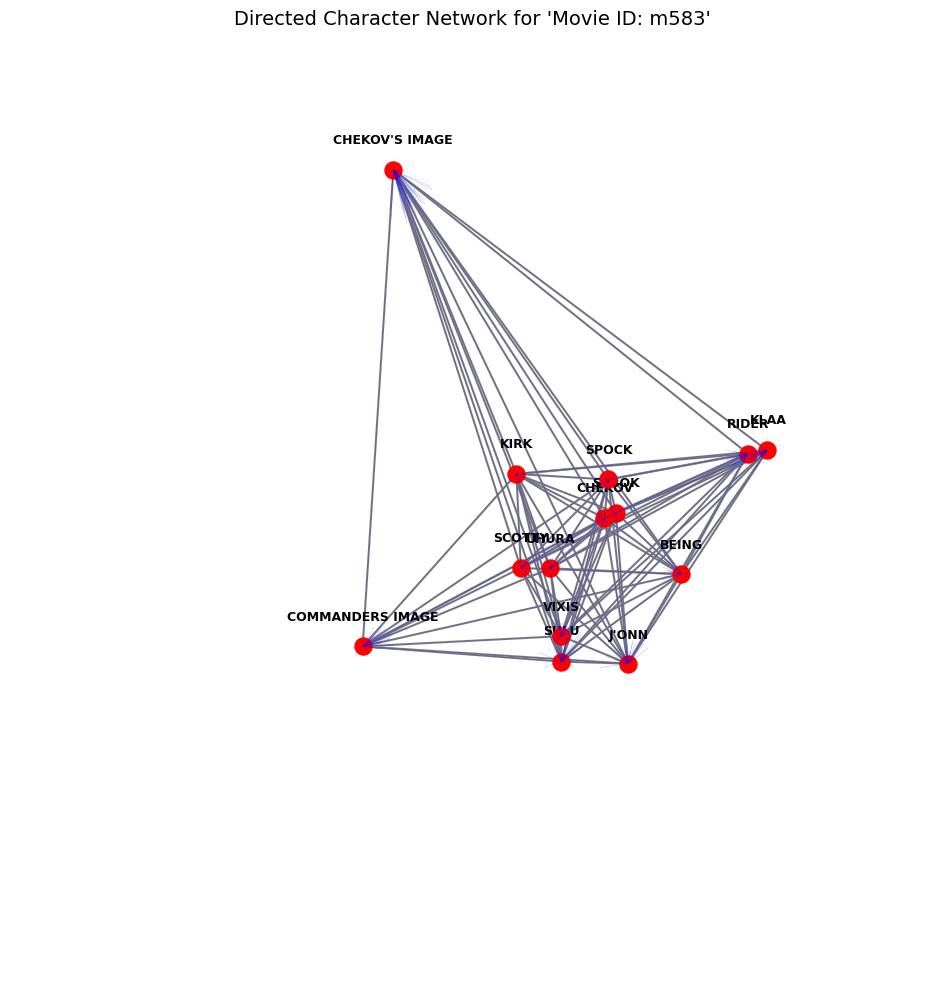 Directed Character Network for 'Movie ID: m583'
CHEKOV'S IMAGE
KLAA
RIDER
KIRK
SPOCK
CHEKOV
SCOTTY
UHURA
BEING
VIXIS
COMMANDERS IMAGE
SULU
J'ONN